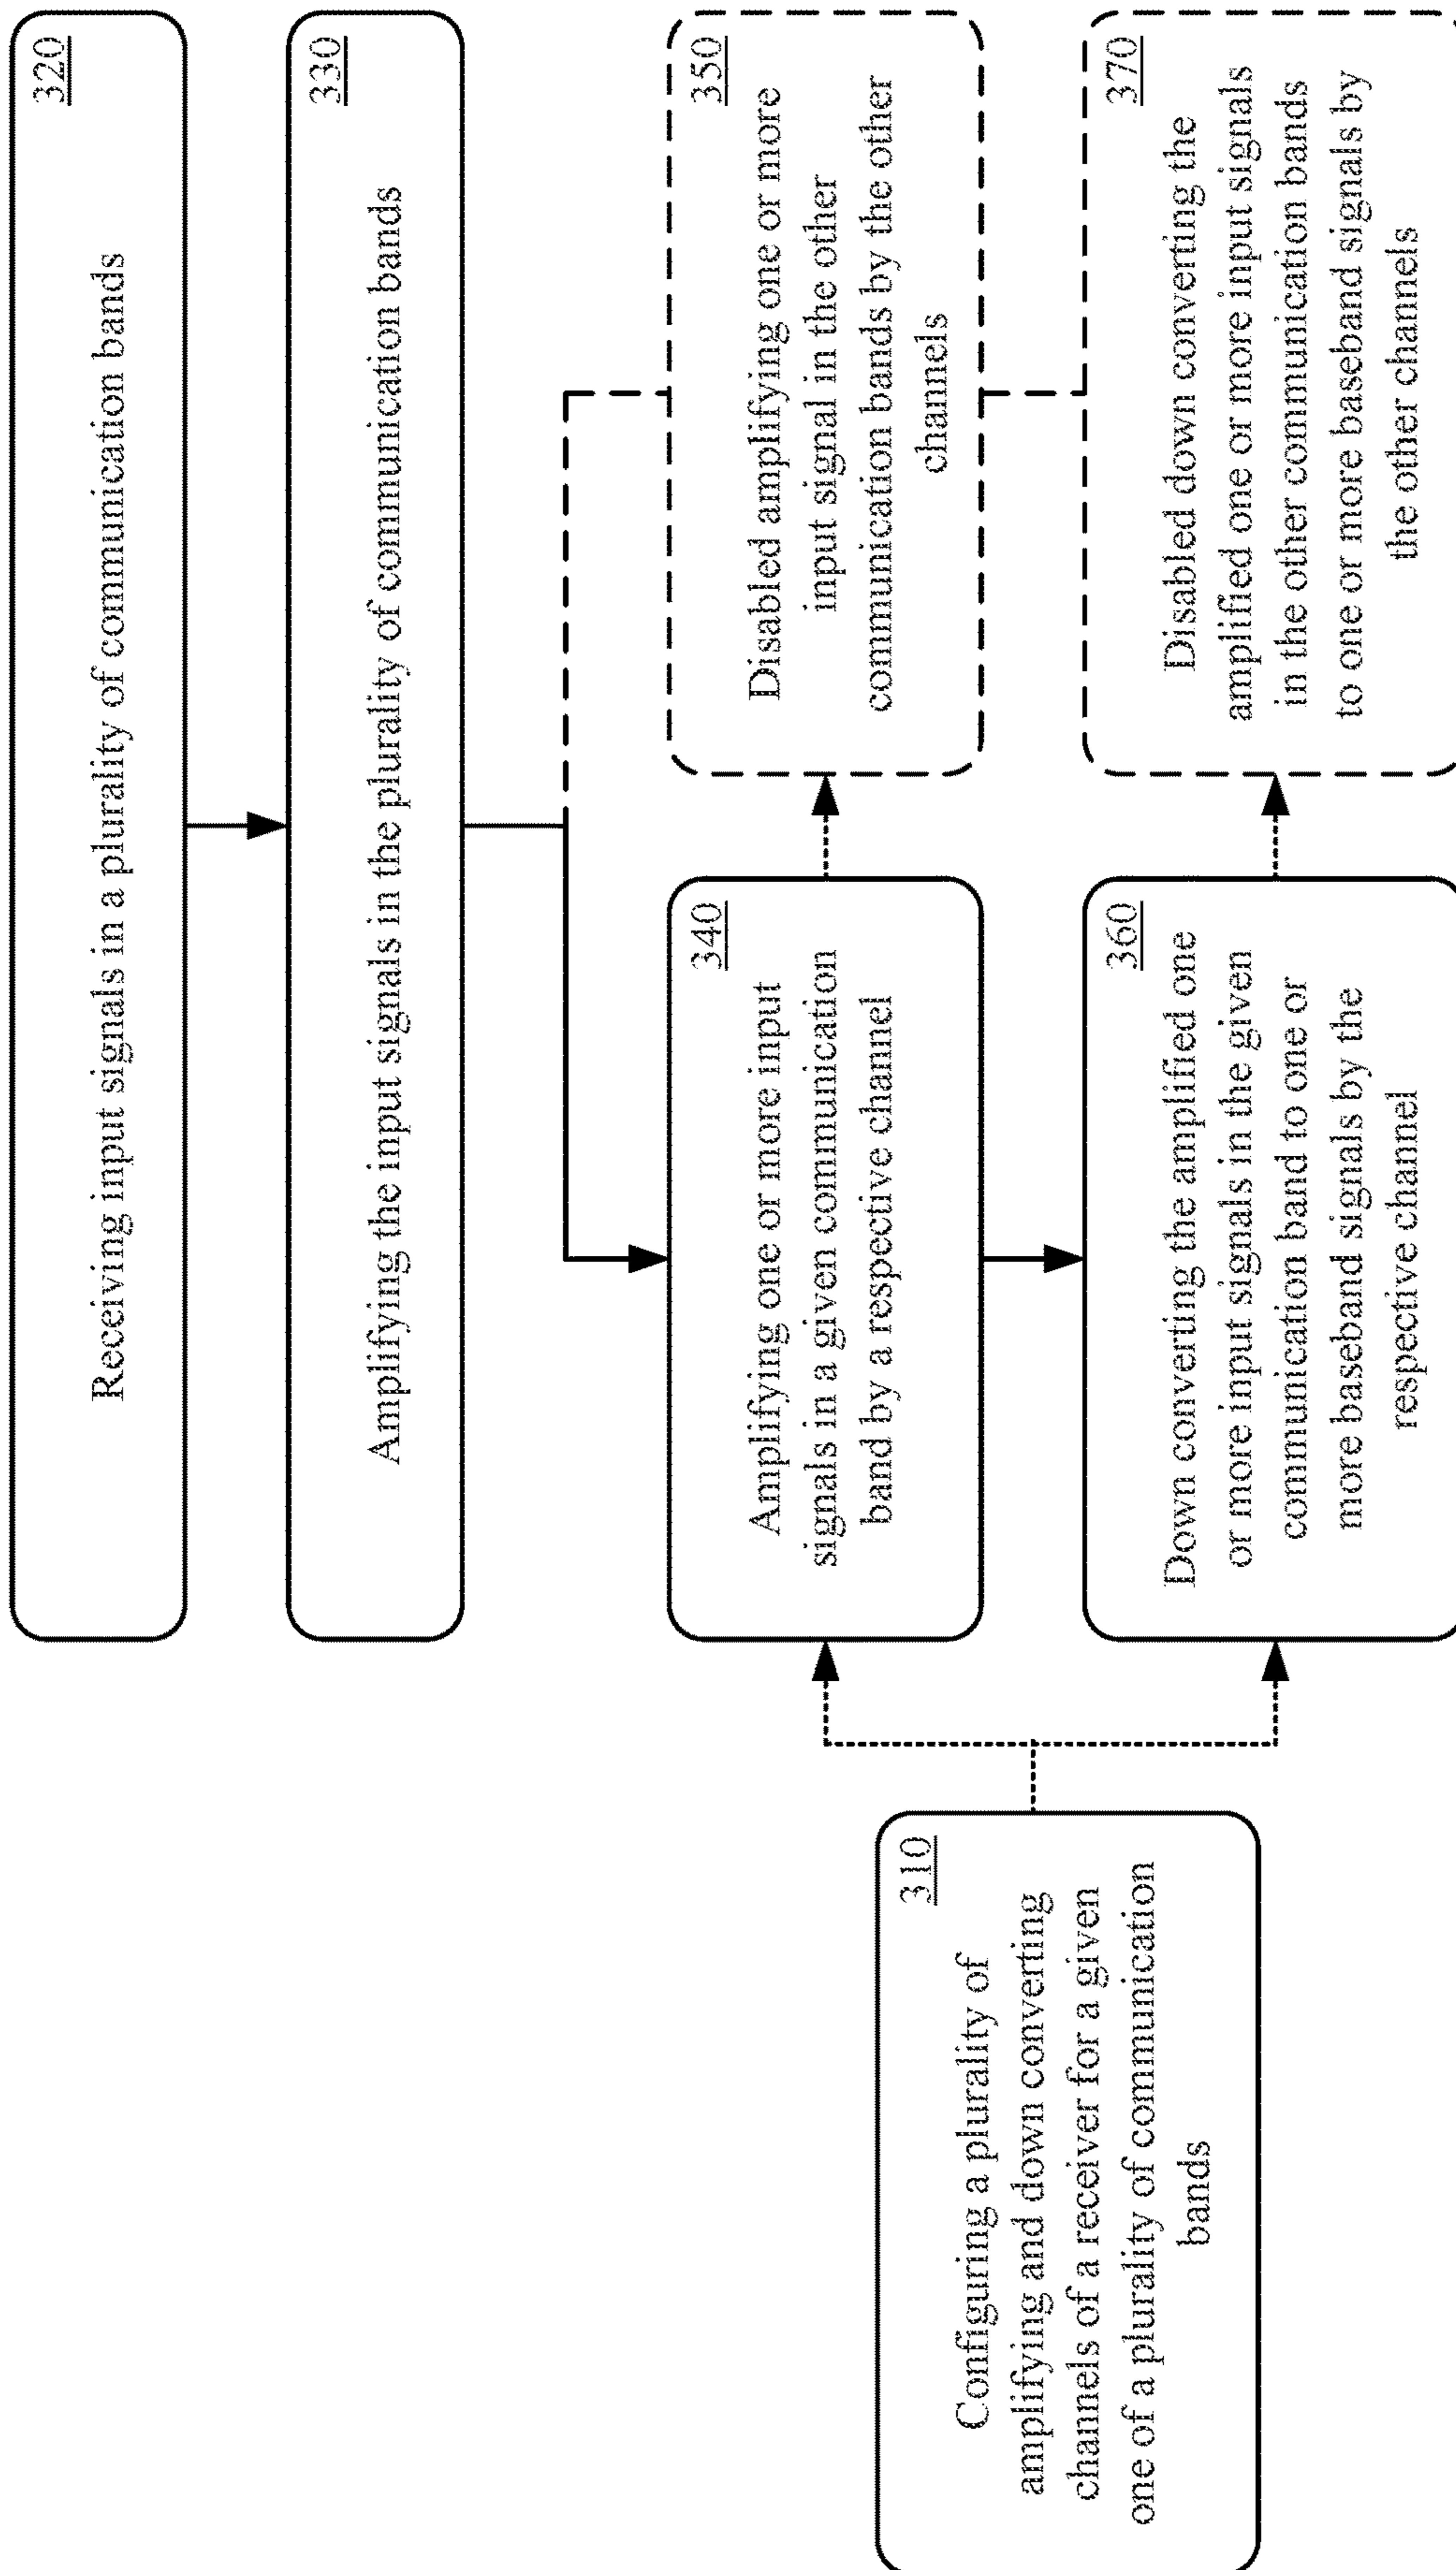 320
Receiving input signals in a plurality of communication bands
330
Amplifying the input signals in the plurality of communication bands
310
Configuring a plurality of
amplifying and down converting
channels of a receiver for a given
one of a plurality of communication
bands
340
Amplifying one or more input
signals in a given communication
band by a respective channel
350
Disabled amplifying one or more
input signal in the other
communication bands by the other
channels
360
Down converting the amplified one
or more input signals in the given
communication band to one or
more baseband signals by the
respective channel
370
Disabled down converting the
amplified one or more input signals
in the other communication bands
to one or more baseband signals by
the other channels